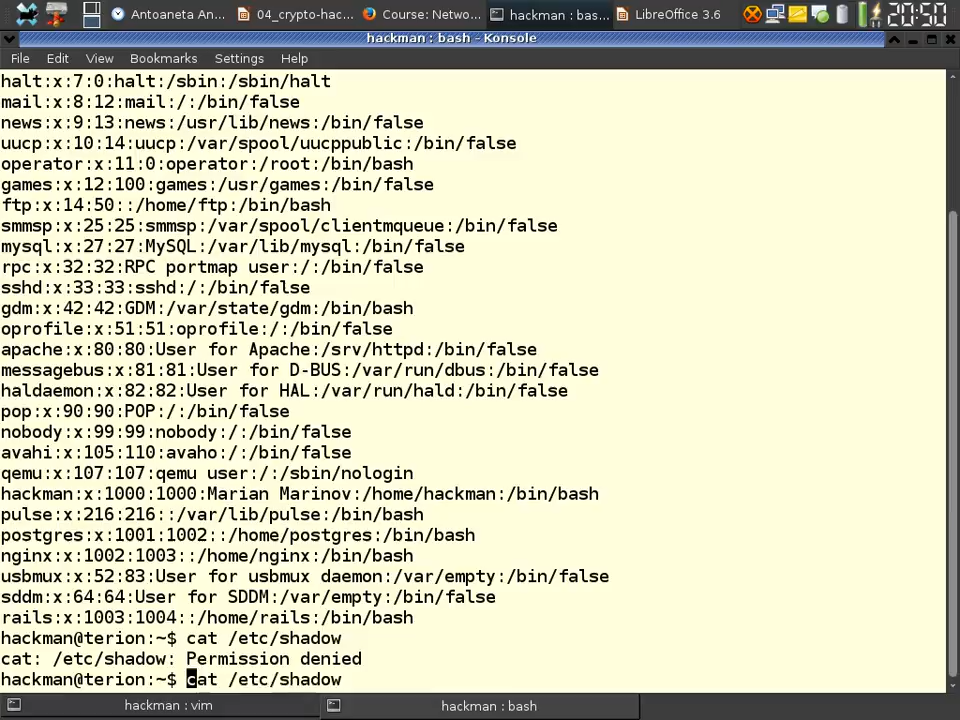 Antoaneta An...
04_crypto-hac...
Course: Netwo...
hackman : bas...
LibreOffice 3.6
20:50
hackman : bash - Konsole
File Edit View Bookmarks Settings Help
halt:x:7:0:halt:/sbin:/sbin/halt
mail:x:8:12:mail:/:/bin/false
news:x:9:13:news:/usr/lib/news:/bin/false
uucp:x:10:14:uucp:/var/spool/uucppublic:/bin/false
operator:x:11:0:operator:/root:/bin/bash
games:x:12:100:games:/usr/games:/bin/false
ftp:x:14:50::/home/ftp:/bin/bash
smmsp:x:25:25:smmsp:/var/spool/clientmqueue:/bin/false
mysql:x:27:27:MySQL:/var/lib/mysql:/bin/false
rpc:x:32:32:RPC portmap user:/:/bin/false
sshd:x:33:33:sshd:/:/bin/false
gdm:x:42:42:GDM:/var/state/gdm:/bin/bash
oprofile:x:51:51:oprofile:/:/bin/false
apache:x:80:80:User for Apache:/srv/httpd:/bin/false
messagebus:x:81:81:User for D-BUS:/var/run/dbus:/bin/false
haldaemon:x:82:82:User for HAL:/var/run/hald:/bin/false
pop:x:90:90:POP:/:/bin/false
nobody:x:99:99:nobody:/:/bin/false
avahi:x:105:110:avaho:/:/bin/false
qemu:x:107:107:qemu user:/:/sbin/nologin
hackman:x:1000:1000:Marian Marinov:/home/hackman:/bin/bash
pulse:x:216:216::/var/lib/pulse:/bin/bash
postgres:x:1001:1002::/home/postgres:/bin/bash
nginx:x:1002:1003::/home/nginx:/bin/bash
usbmux:x:52:83:User for usbmux daemon:/var/empty:/bin/false
sddm:x:64:64:User for SDDM:/var/empty:/bin/false
rails:x:1003:1004::/home/rails:/bin/bash
hackman@terion:~$ cat /etc/shadow
cat: /etc/shadow: Permission denied
hackman@terion:~$ cat /etc/shadow
hackman : vim
hackman : bash